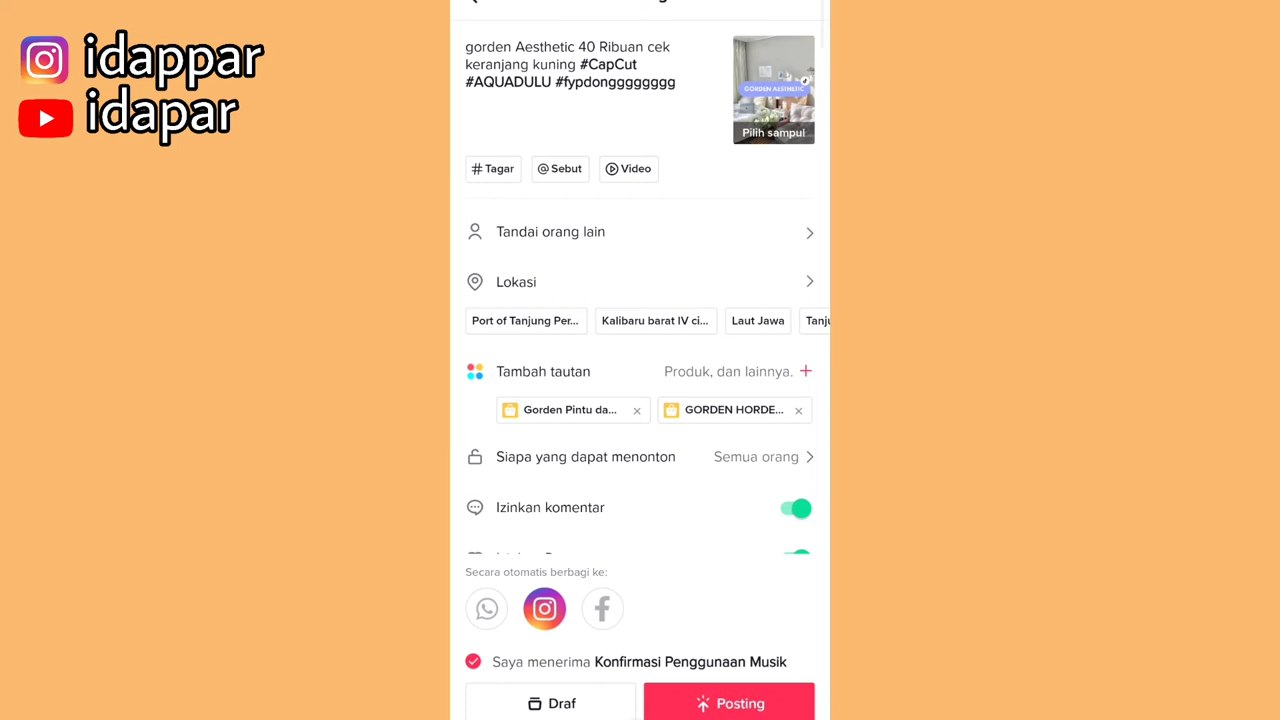 idappar
idapar
gorden Aesthetic 40 Ribuan cek
keranjang kuning #CapCut
#AQUADULU #fypdonggggggggg
GORDEN AESTHETIC
Pilih sampul
Tagar
Sebut
Video
Tandai orang lain
Lokasi
Port of Tanjung Per...
Kalibaru barat IV ci...
Laut Jawa
Tanju
Tambah tautan
Produk, dan lainnya.
Gorden Pintu da...
GORDEN HORDE...
Siapa yang dapat menonton
Semua orang
Izinkan komentar
Secara otomatis berbagi ke:
Saya menerima Konfirmasi Penggunaan Musik
Draf
Posting